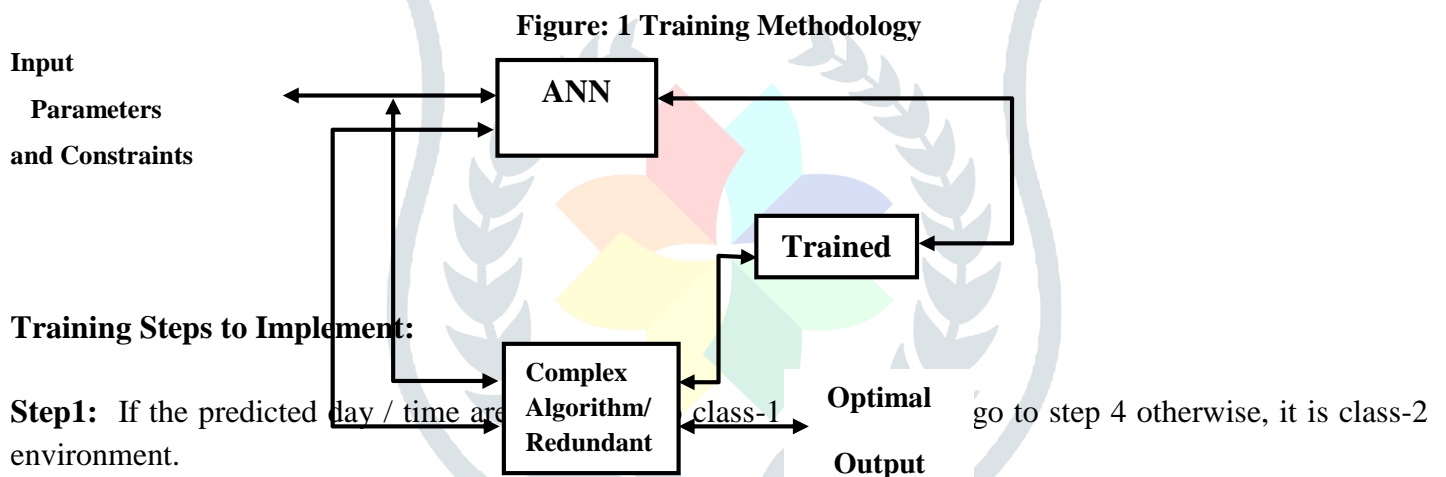 Figure: 1 Training Methodology
Input
Parameters
and Constraints
ANN
Trained
Training Steps to Implement:
Complex
Algorithm/
Redundant
Optimal
Output
Step1: If the predicted day / time are class-1 go to step 4 otherwise, it is class-2
environment.